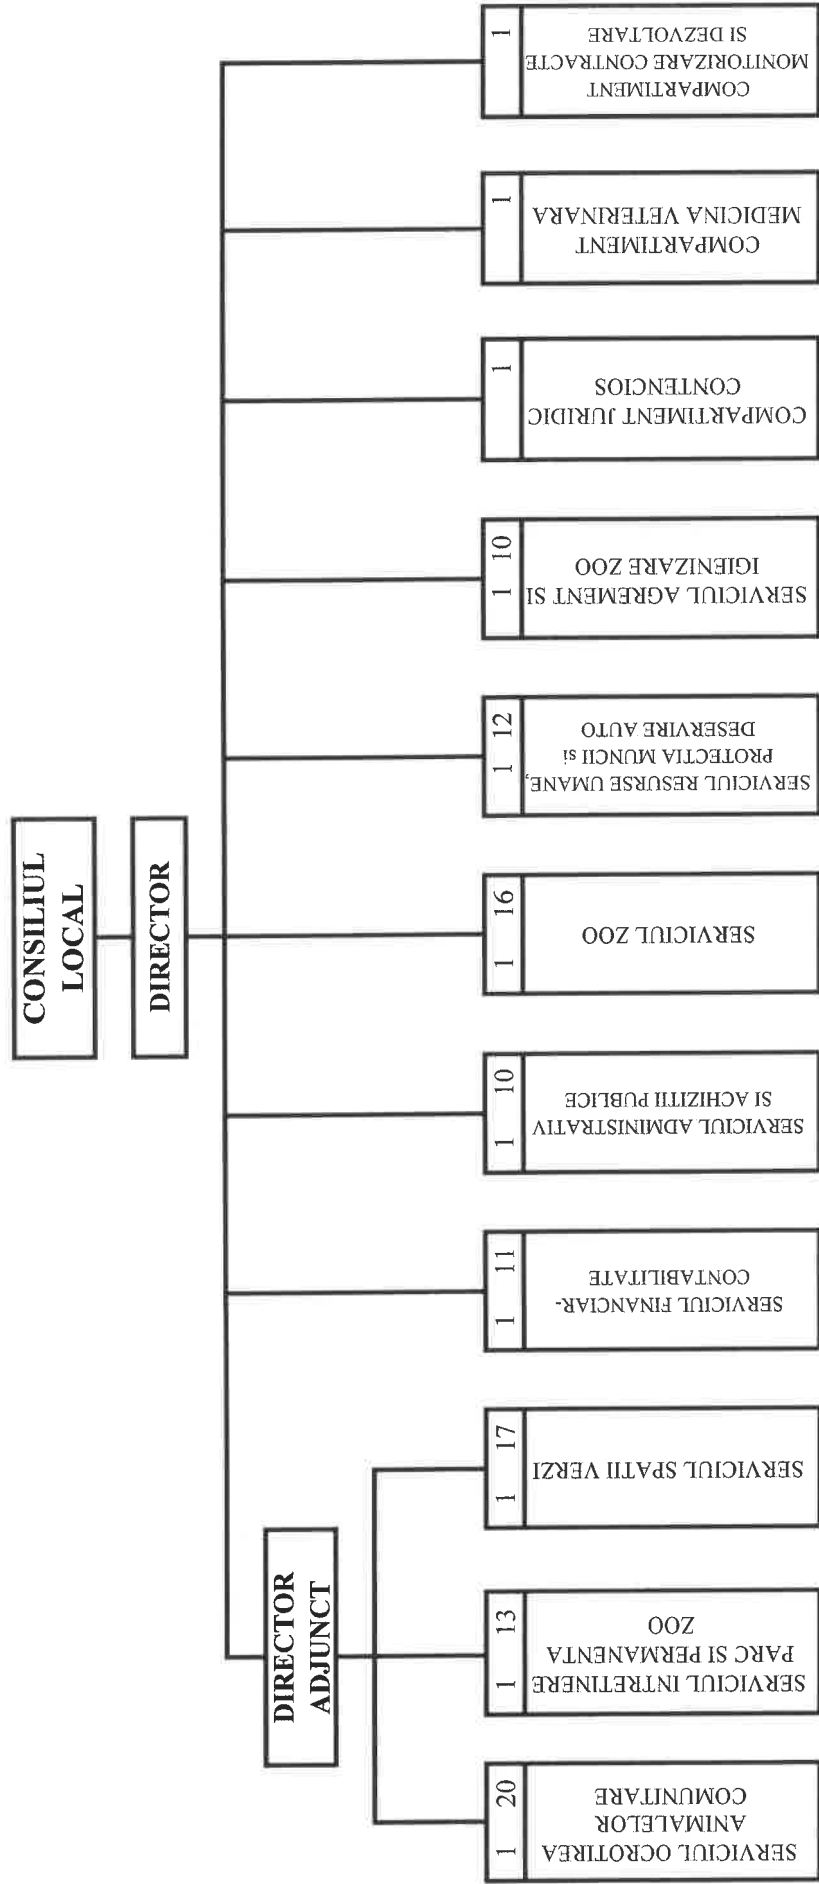 CONSILIUL
LOCAL
DIRECTOR
DIRECTOR
ADJUNCT
1 20
SERVICIUL OCROTIREA
ANIMALELOR
COMUNITARE
1 13
SERVICIUL INTRETINERE
PARC SI PERMANENTA
ZOO
1 17
SERVICIUL SPATII VERZI
1 11
SERVICIUL FINANCIAR-
CONTABILITATE
1 10
SERVICIUL ADMINISTRATIV
SI ACHIZITII PUBLICE
1 16
SERVICIUL ZOO
1 12
SERVICIUL RESURSE UMANE,
PROTECTIA MUNCII si
DESERVIRE AUTO
1 10
SERVICIUL AGREMENT SI
IGIENIZARE ZOO
1
COMPARTIMENT JURIDIC
CONTENCIOS
1
COMPARTIMENT
MEDICINA VETERINARA
1
COMPARTIMENT
MONITORIZARE CONTRACTE
SI DEZVOLTARE